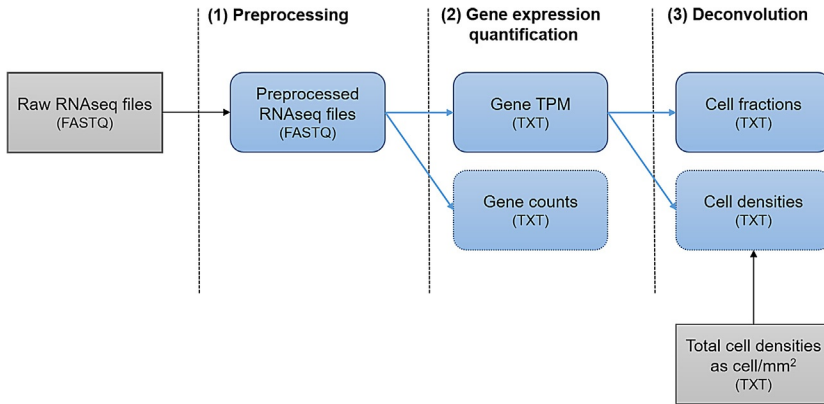 (1) Preprocessing
(2) Gene expression
quantification
(3) Deconvolution
Raw RNAseq files
(FASTQ)
Preprocessed
RNAseq files
(FASTQ)
Gene TPM
(TXT)
Cell fractions
(TXT)
Gene counts
(TXT)
Cell densities
(TXT)
Total cell densities
as cell/mm²
(TXT)